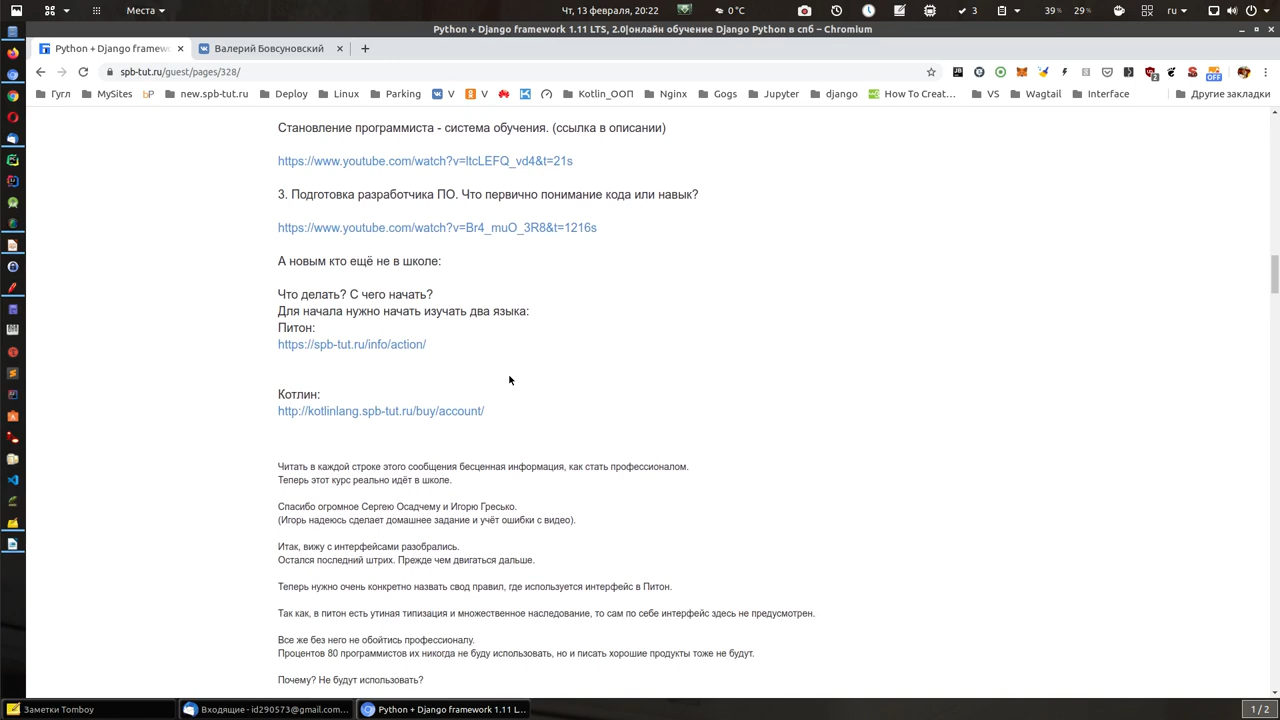 Места
Чт, 13 февраля, 20:22
0°C
3
39%
29%
ru
Python + Django framework 1.11 LTS, 2.0|онлайн обучение Django Python в спб – Chromium
Python + Django framewo
Валерий Бовсуновский
spb-tut.ru/guest/pages/328/
2
OFF
Гугл
MySites
bP
new.spb-tut.ru
Deploy
Linux
Parking
V
V
Kotlin_ООП
Nginx
Gogs
Jupyter
django
How To Creat…
VS
Wagtail
Interface
Другие закладки
Становление программиста - система обучения. (ссылка в описании)
https://www.youtube.com/watch?v=ltcLEFQ_vd4&t=21s
3. Подготовка разработчика ПО. Что первично понимание кода или навык?
https://www.youtube.com/watch?v=Br4_muO_3R8&t=1216s
А новым кто ещё не в школе:
Что делать? С чего начать?
Для начала нужно начать изучать два языка:
Питон:
https://spb-tut.ru/info/action/
Котлин:
http://kotlinlang.spb-tut.ru/buy/account/
Читать в каждой строке этого сообщения бесценная информация, как стать профессионалом.
Теперь этот курс реально идёт в школе.
Спасибо огромное Сергею Осадчему и Игорю Гресько.
(Игорь надеюсь сделает домашнее задание и учёт ошибки с видео).
Итак, вижу с интерфейсами разобрались.
Остался последний штрих. Прежде чем двигаться дальше.
Теперь нужно очень конкретно назвать свод правил, где используется интерфейс в Питон.
Так как, в питон есть утиная типизация и множественное наследование, то сам по себе интерфейс здесь не предусмотрен.
Все же без него не обойтись профессионалу.
Процентов 80 программистов их никогда не буду использовать, но и писать хорошие продукты тоже не будут.
Почему? Не будут использовать?
Заметки Tomboy
Входящие - id290573@gmail.com…
Python + Django framework 1.11 L…
1 / 2